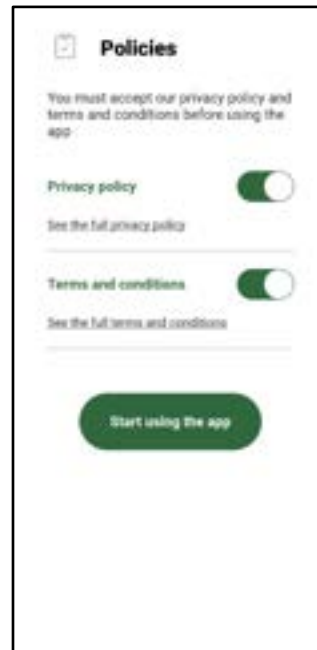 Policies
You must accept our privacy policy and
terms and conditions before using the
app
Privacy policy
See the full privacy policy
Terms and conditions
See the full terms and conditions
Start using the app